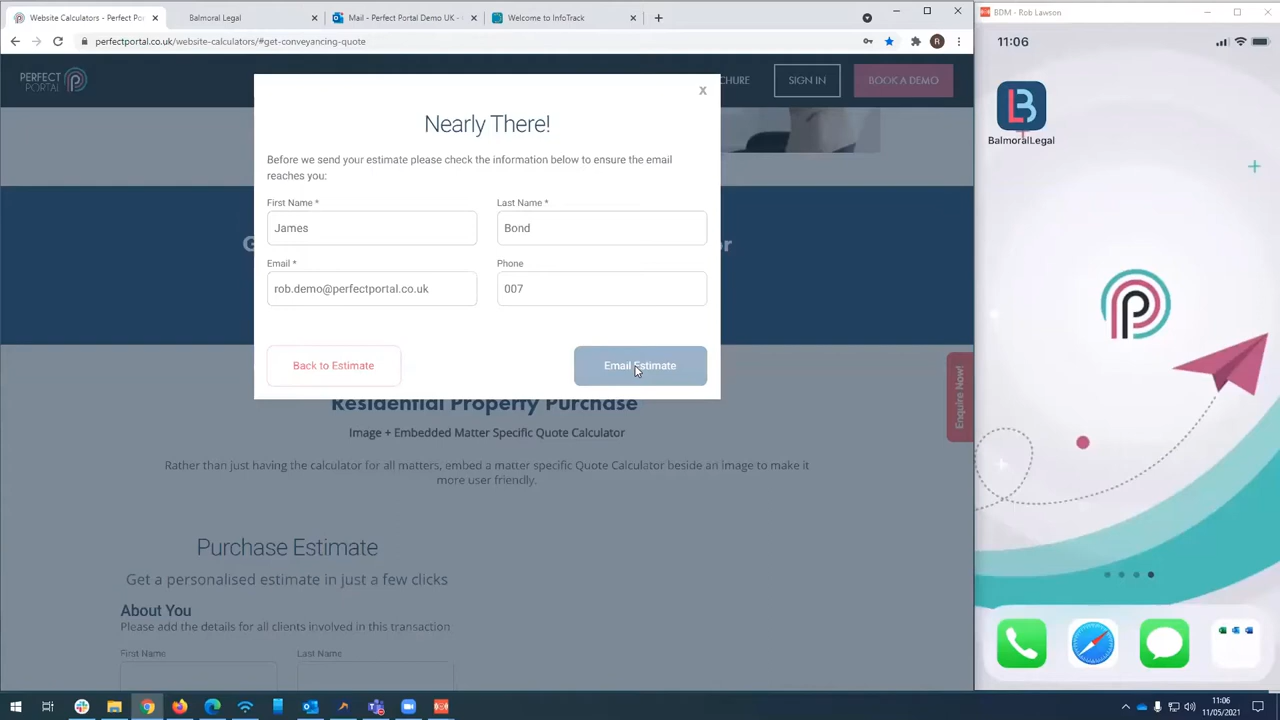 Website Calculators - Perfect Por
Balmoral Legal
Mail - Perfect Portal Demo UK -
Welcome to InfoTrack
BDM - Rob Lawson
perfectportal.co.uk/website-calculators/#get-conveyancing-quote
R
11:06
PERFECT
PORTAL
CHURE
SIGN IN
BOOK A DEMO
x
Nearly There!
Before we send your estimate please check the information below to ensure the email
reaches you:
First Name *
Last Name *
James
Bond
Email *
Phone
rob.demo@perfectportal.co.uk
007
Back to Estimate
Email Estimate
Enquire Now!
BalmoralLegal
Residential Property Purchase
Image + Embedded Matter Specific Quote Calculator
Rather than just having the calculator for all matters, embed a matter specific Quote Calculator beside an image to make it
more user friendly.
Purchase Estimate
Get a personalised estimate in just a few clicks
About You
Please add the details for all clients involved in this transaction
First Name
Last Name
11:06
11/05/2021